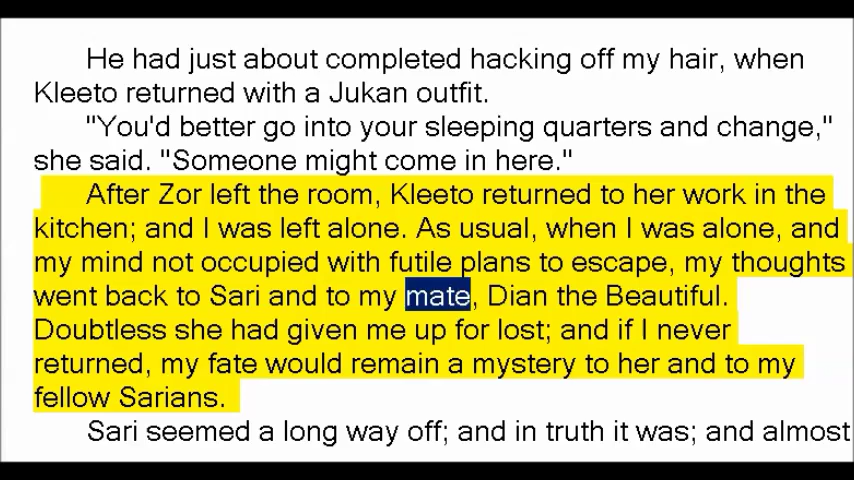 He had just about completed hacking off my hair, when
Kleeto returned with a Jukan outfit.
"You'd better go into your sleeping quarters and change,"
she said. "Someone might come in here."
After Zor left the room, Kleeto returned to her work in the
kitchen; and I was left alone. As usual, when I was alone, and
my mind not occupied with futile plans to escape, my thoughts
went back to Sari and to my mate, Dian the Beautiful.
Doubtless she had given me up for lost; and if I never
returned, my fate would remain a mystery to her and to my
fellow Sarians.
Sari seemed a long way off; and in truth it was; and almost